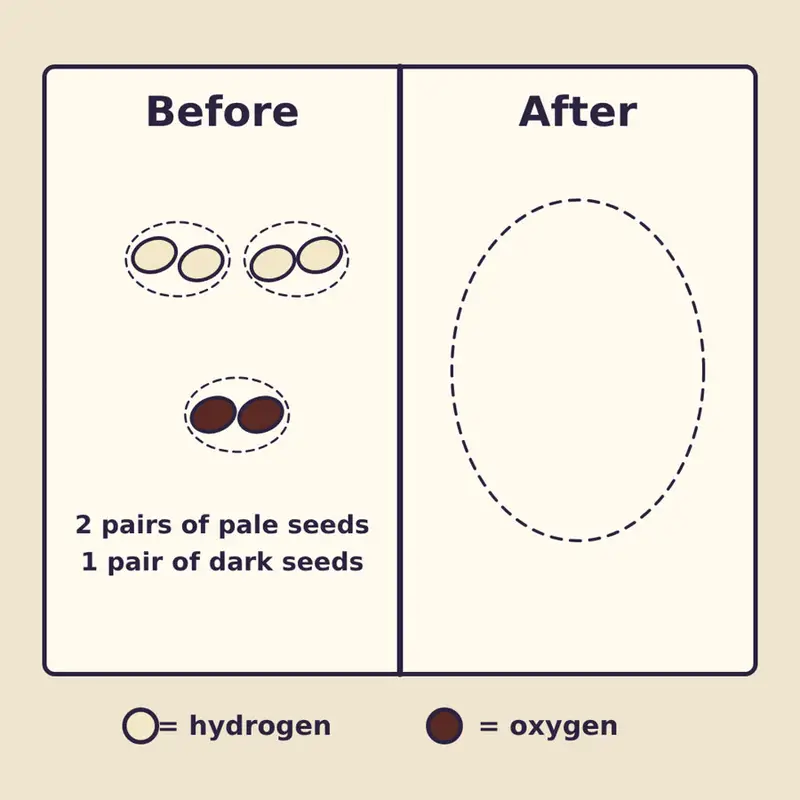 Before
After
2 pairs of pale seeds
1 pair of dark seeds
= hydrogen
= oxygen